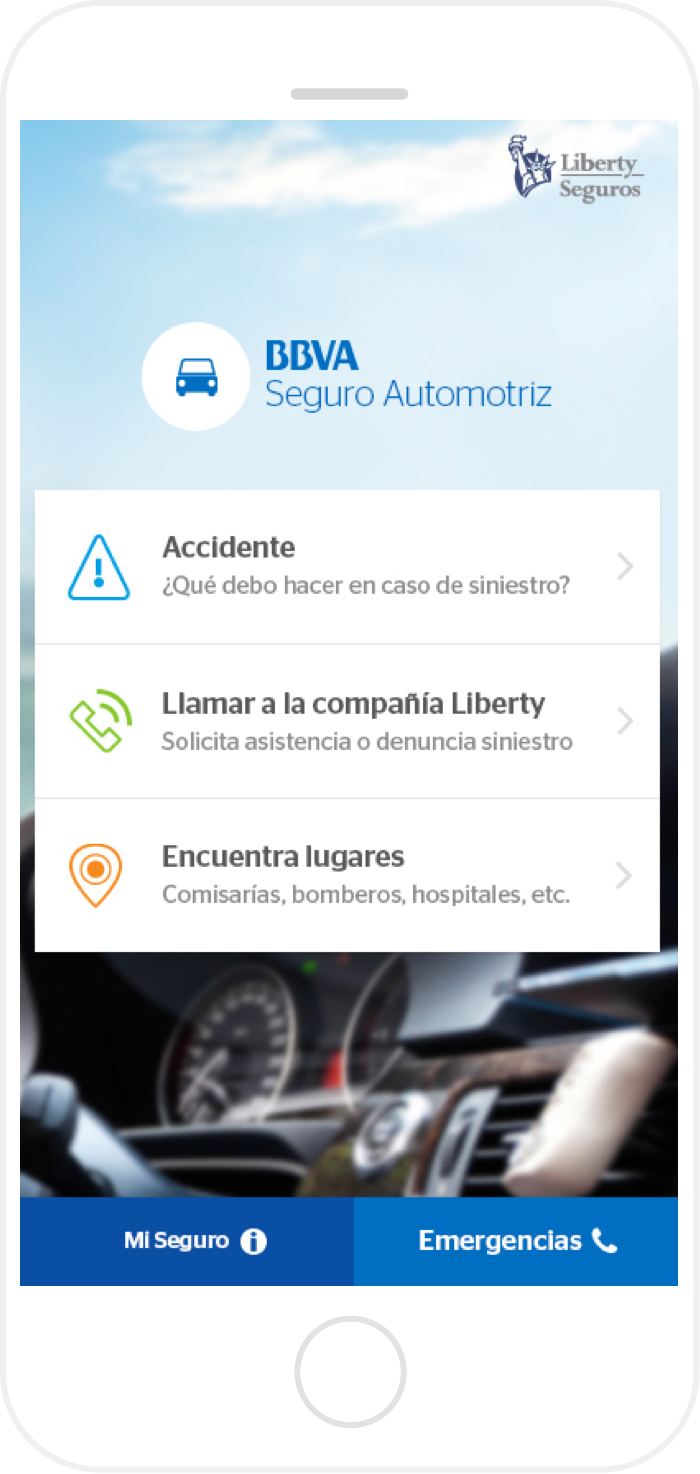 Liberty
Seguros
BBVA
Seguro Automotriz
Accidente
¿Qué debo hacer en caso de siniestro?
Llamar a la compañía Liberty
Solicita asistencia o denuncia siniestro
Encuentra lugares
Comisarías, bomberos, hospitales, etc.
Mi Seguro
Emergencias